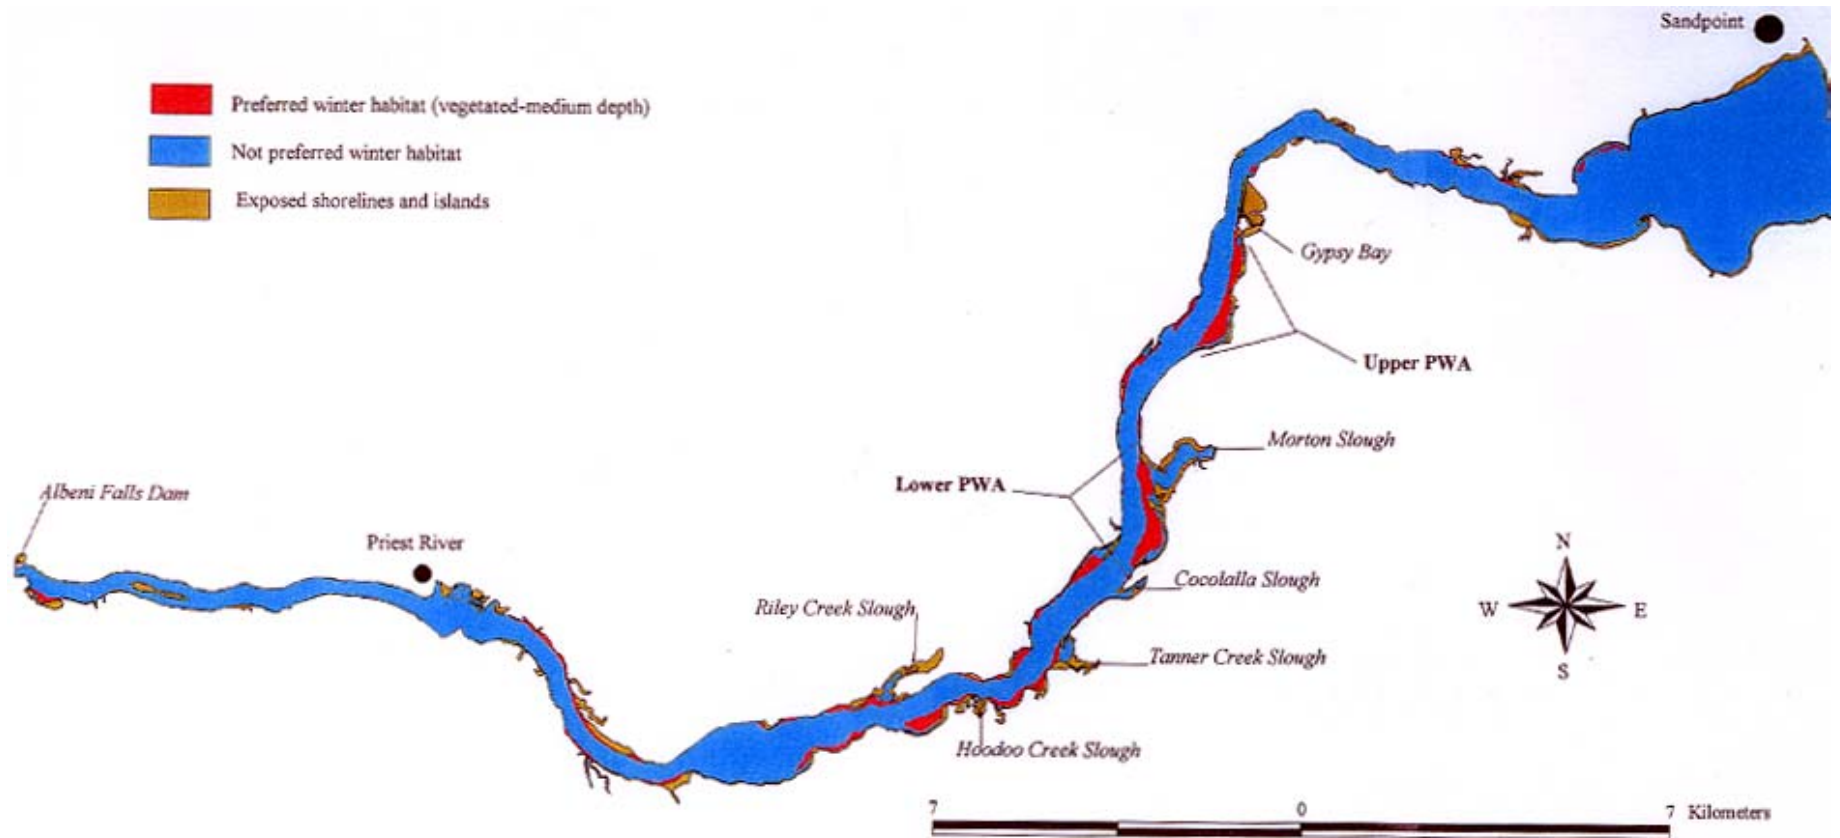 Sandpoint
Preferred winter habitat (vegetated-medium depth)
Not preferred winter habitat
Exposed shorelines and islands
Gypsy Bay
Upper PWA
Morton Slough
Lower PWA
Albeni Falls Dam
Priest River
Cocolalla Slough
Riley Creek Slough
Tanner Creek Slough
Hoodoo Creek Slough
N
W E
S
7 0 7 Kilometers